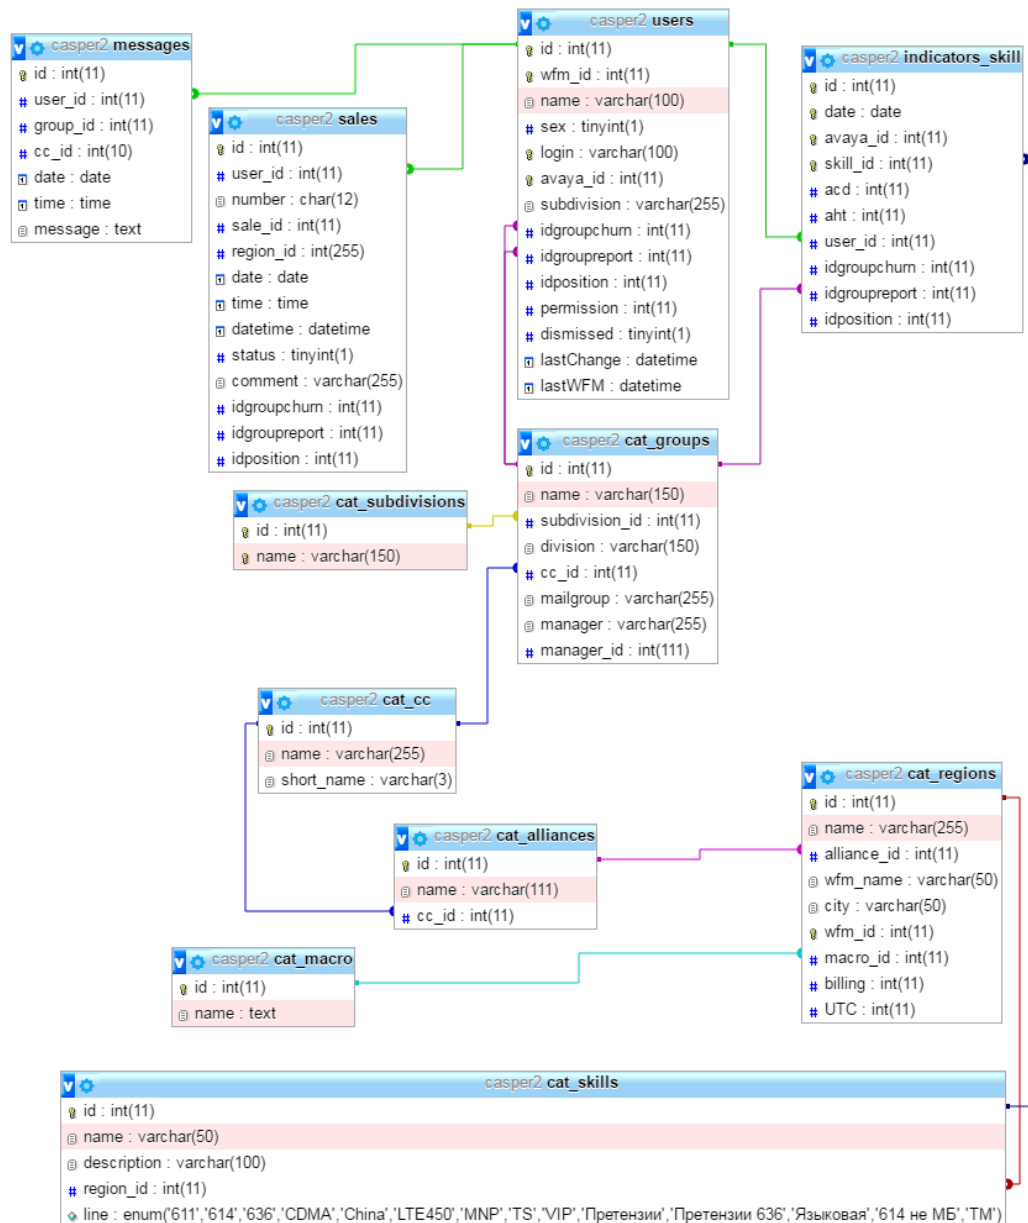 casper2 messages
id : int(11)
user_id : int(11)
group_id : int(11)
cc_id : int(10)
date : date
time : time
message : text
casper2 sales
id : int(11)
user_id : int(11)
number : char(12)
sale_id : int(11)
region_id : int(255)
date : date
time : time
datetime : datetime
status : tinyint(1)
comment : varchar(255)
idgroupchurn : int(11)
idgroupreport : int(11)
idposition : int(11)
casper2 users
id : int(11)
wfm_id : int(11)
name : varchar(100)
sex : tinyint(1)
login : varchar(100)
avaya_id : int(11)
subdivision : varchar(255)
idgroupchurn : int(11)
idgroupreport : int(11)
idposition : int(11)
permission : int(11)
dismissed : tinyint(1)
lastChange : datetime
lastWFM : datetime
casper2 indicators_skill
id : int(11)
date : date
avaya_id : int(11)
skill_id : int(11)
acd : int(11)
aht : int(11)
user_id : int(11)
idgroupchurn : int(11)
idgroupreport : int(11)
idposition : int(11)
casper2 cat_groups
id : int(11)
name : varchar(150)
subdivision_id : int(11)
division : varchar(150)
cc_id : int(11)
mailgroup : varchar(255)
manager : varchar(255)
manager_id : int(111)
casper2 cat_subdivisions
id : int(11)
name : varchar(150)
casper2 cat_cc
id : int(11)
name : varchar(255)
short_name : varchar(3)
casper2 cat_alliances
id : int(11)
name : varchar(111)
cc_id : int(11)
casper2 cat_regions
id : int(11)
name : varchar(255)
alliance_id : int(11)
wfm_name : varchar(50)
city : varchar(50)
wfm_id : int(11)
macro_id : int(11)
billing : int(11)
UTC : int(11)
casper2 cat_macro
id : int(11)
name : text
casper2 cat_skills
id : int(11)
name : varchar(50)
description : varchar(100)
region_id : int(11)
line : enum('611','614','636','CDMA','China','LTE450','MNP','TS','VIP','Претензии','Претензии 636','Языковая','614 не МБ','ТМ')